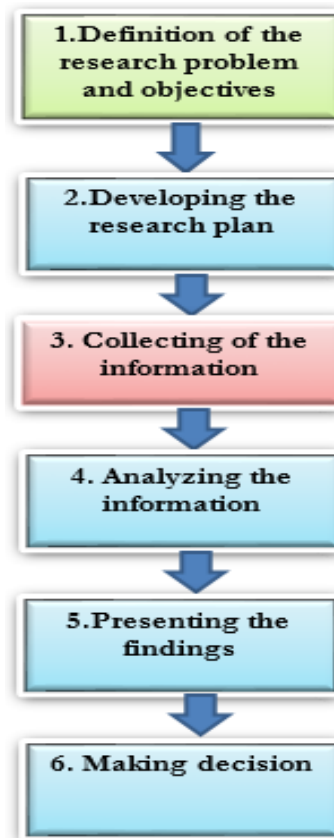 1.Definition of the
research problem
and objectives
2.Developing the
research plan
3. Collecting of the
information
4. Analyzing the
information
5.Presenting the
findings
6. Making decision